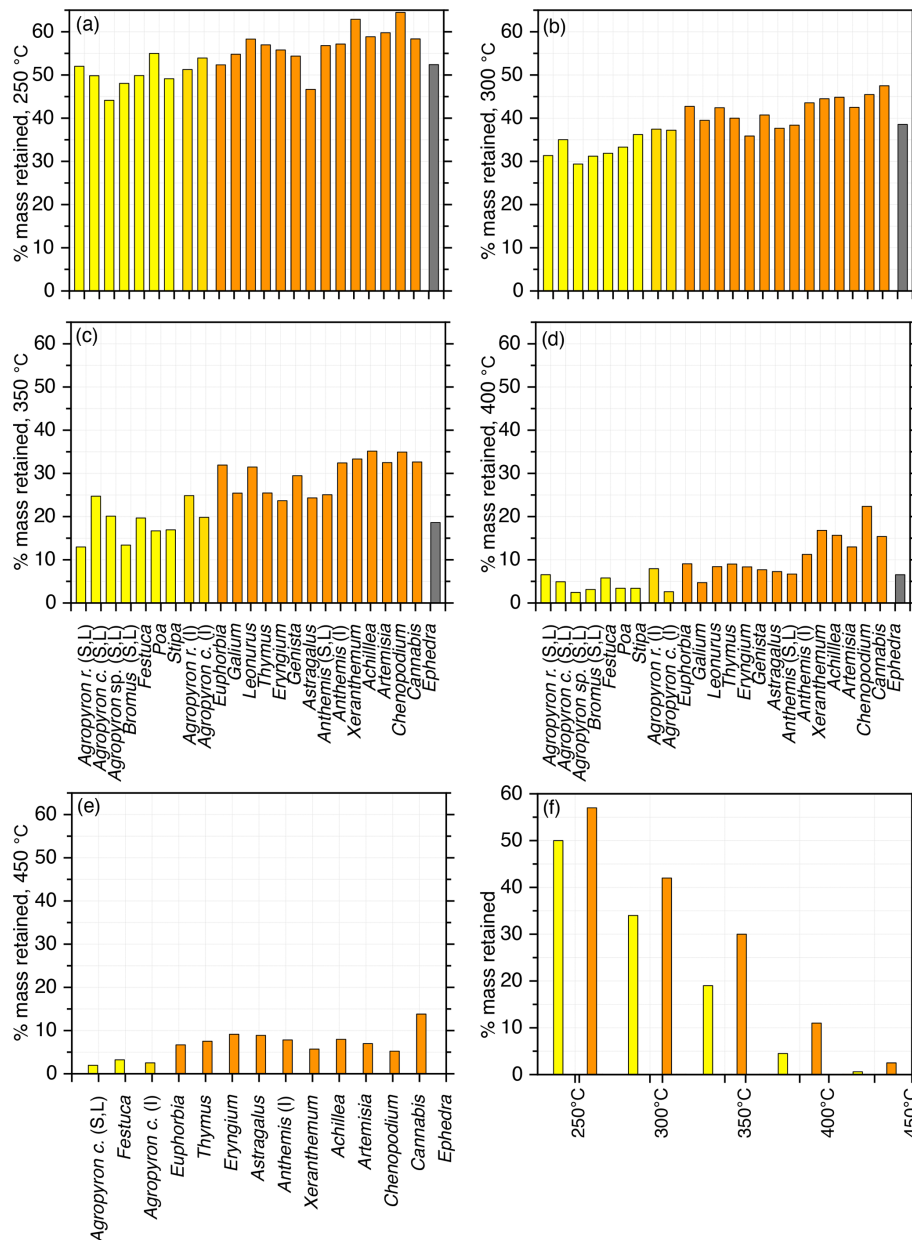 (a)
% mass retained, 250 °C
60
50
40
30
20
10
0
(b)
% mass retained, 300 °C
60
50
40
30
20
10
0
(c)
% mass retained, 350 °C
60
50
40
30
20
10
0
(d)
% mass retained, 400 °C
60
50
40
30
20
10
0
Agropyron r. (S,L)
Agropyron c. (S,L)
Agropyron sp. (S,L)
Bromus (S,L)
Festuca
Poa
Stipa
Agropyron r. (I)
Agropyron c. (I)
Euphorbia
Galium
Leonurus
Thymus
Eryngium
Genista
Astragalus
Anthemis (S,L)
Anthemis (I)
Xeranthemum
Achillea
Artemisia
Chenopodium
Cannabis
Ephedra
Agropyron r. (S,L)
Agropyron c. (S,L)
Agropyron sp. (S,L)
Bromus (S,L)
Festuca
Poa
Stipa
Agropyron r. (I)
Agropyron c. (I)
Euphorbia
Galium
Leonurus
Thymus
Eryngium
Genista
Astragalus
Anthemis (S,L)
Anthemis (I)
Xeranthemum
Achillea
Artemisia
Chenopodium
Cannabis
Ephedra
(e)
% mass retained, 450 °C
60
50
40
30
20
10
0
Agropyron c. (S,L)
Festuca
Agropyron c. (I)
Euphorbia
Thymus
Eryngium
Astragalus
Anthemis (I)
Xeranthemum
Achillea
Artemisia
Chenopodium
Cannabis
Ephedra
(f)
% mass retained
60
50
40
30
20
10
0
250°C
300°C
350°C
400°C
450°C